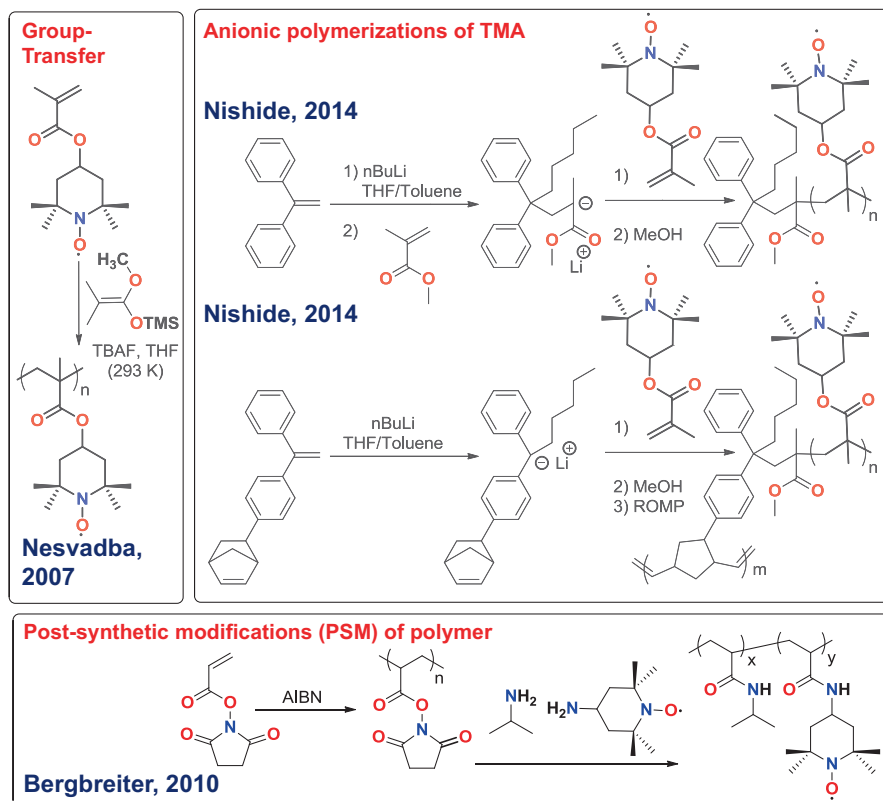 Group-
Transfer
O
O
N
O·
H₃C
O
OTMS
TBAF, THF
(293 K)
n
O
O
N
O·
Nesvadba,
2007
Anionic polymerizations of TMA
Nishide, 2014
1) nBuLi
THF/Toluene
2)
O
O
⊖
O
O
Li⊕
O·
N
O
O
1)
2) MeOH
O·
N
O
O
O
O
n
Nishide, 2014
nBuLi
THF/Toluene
⊖ Li⊕
O·
N
O
O
1)
2) MeOH
3) ROMP
O·
N
O
O
O
O
n
m
Post-synthetic modifications (PSM) of polymer
O
O
N
O
O
AIBN
n
O
O
N
O
O
NH₂
H₂N
N
O·
x
y
O
NH
O
NH
N
O·
Bergbreiter, 2010